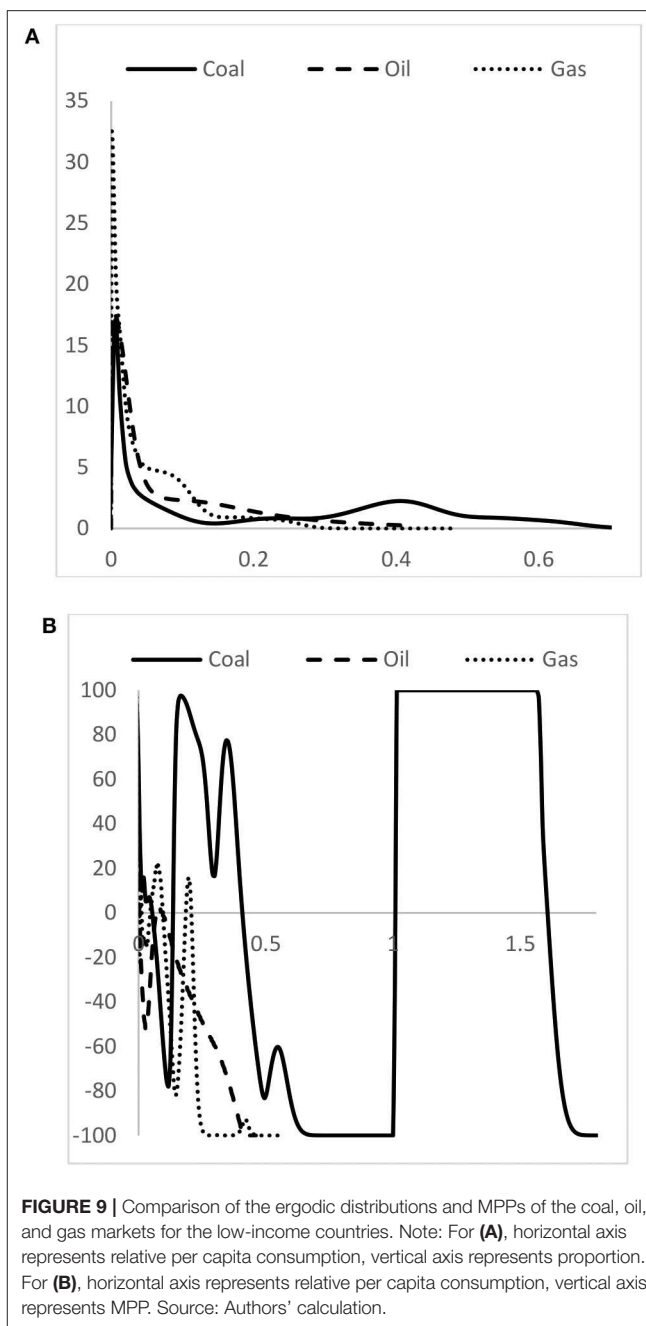 A
Coal Oil Gas
35
30
25
20
15
10
5
0
0 0.2 0.4 0.6
B
Coal Oil Gas
100
80
60
40
20
0
0 0.5 1 1.5
-20
-40
-60
-80
-100
FIGURE 9 | Comparison of the ergodic distributions and MPPs of the coal, oil,
and gas markets for the low-income countries. Note: For (A), horizontal axis
represents relative per capita consumption, vertical axis represents proportion.
For (B), horizontal axis represents relative per capita consumption, vertical axis
represents MPP. Source: Authors' calculation.